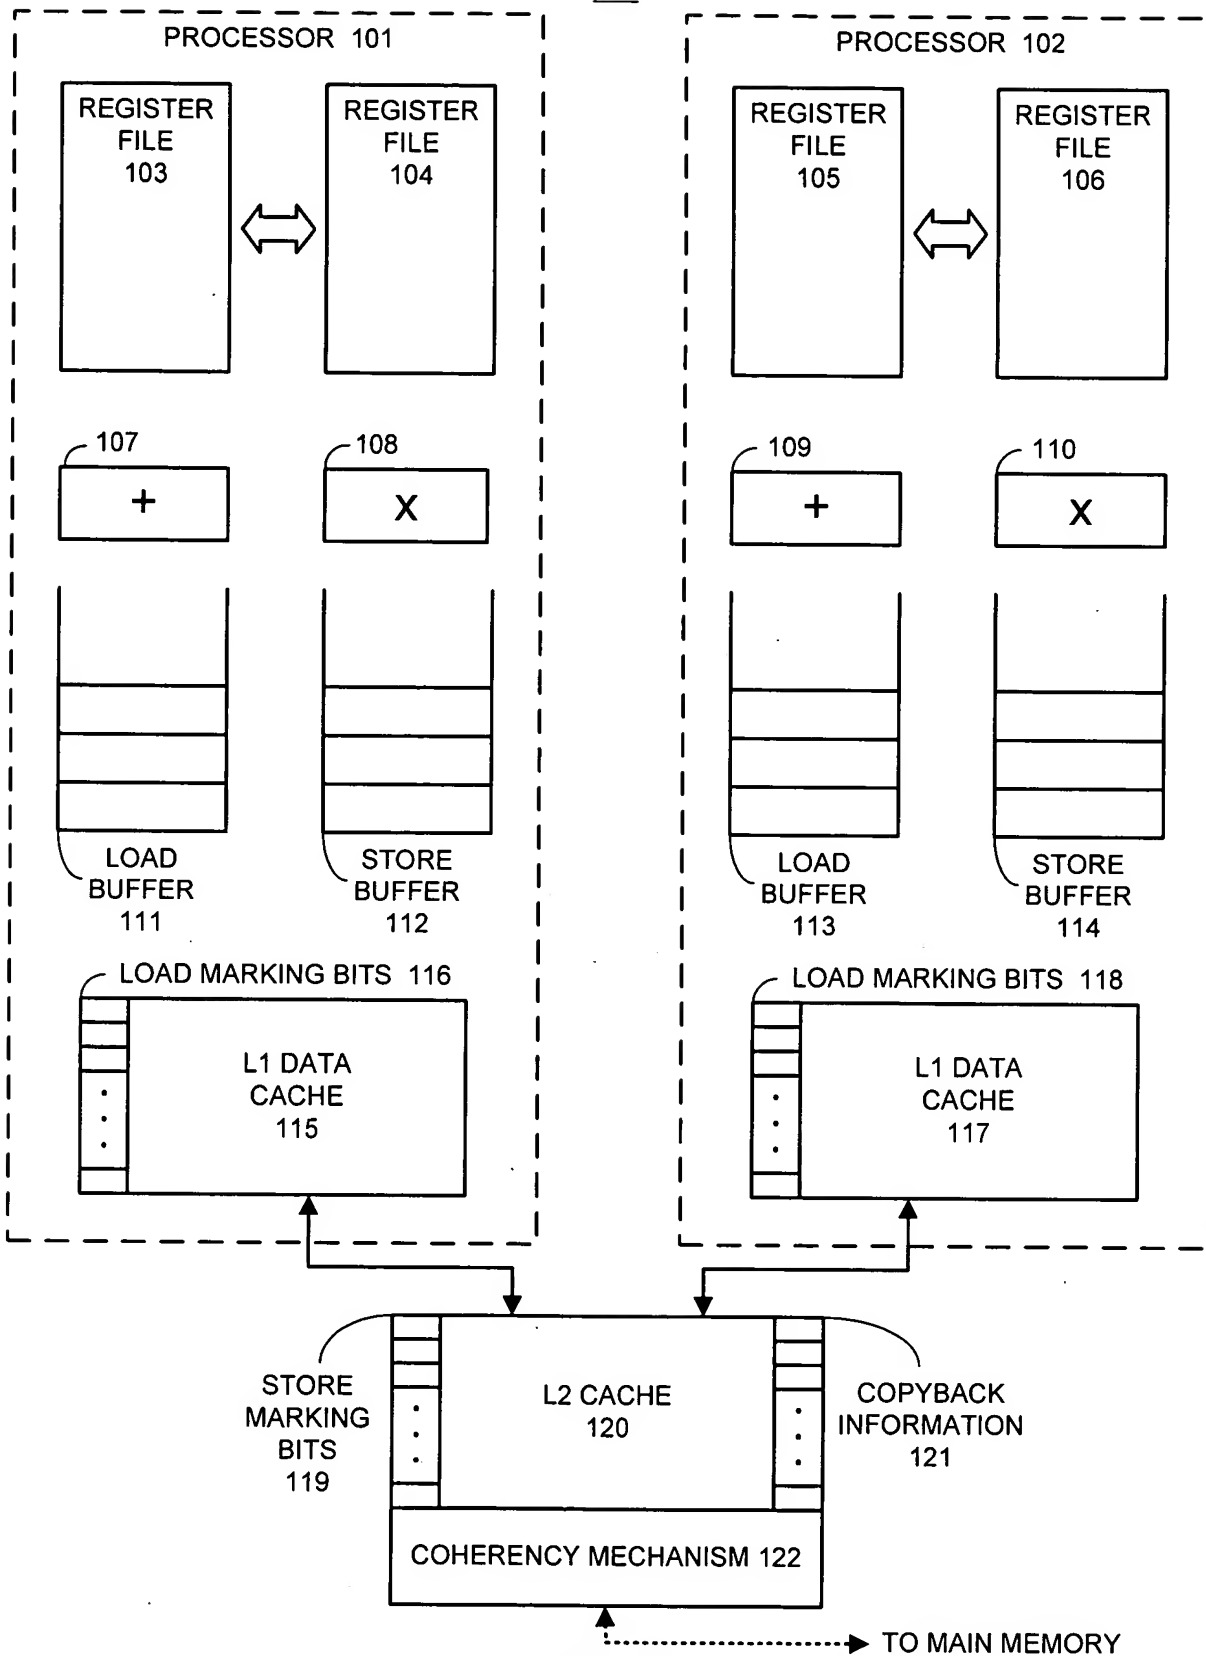 PROCESSOR 101
REGISTER
FILE
103
REGISTER
FILE
104
107
+
108
X
LOAD
BUFFER
111
STORE
BUFFER
112
LOAD MARKING BITS 116
L1 DATA
CACHE
115
PROCESSOR 102
REGISTER
FILE
105
REGISTER
FILE
106
109
+
110
X
LOAD
BUFFER
113
STORE
BUFFER
114
LOAD MARKING BITS 118
L1 DATA
CACHE
117
STORE
MARKING
BITS
119
L2 CACHE
120
COPYBACK
INFORMATION
121
COHERENCY MECHANISM 122
TO MAIN MEMORY